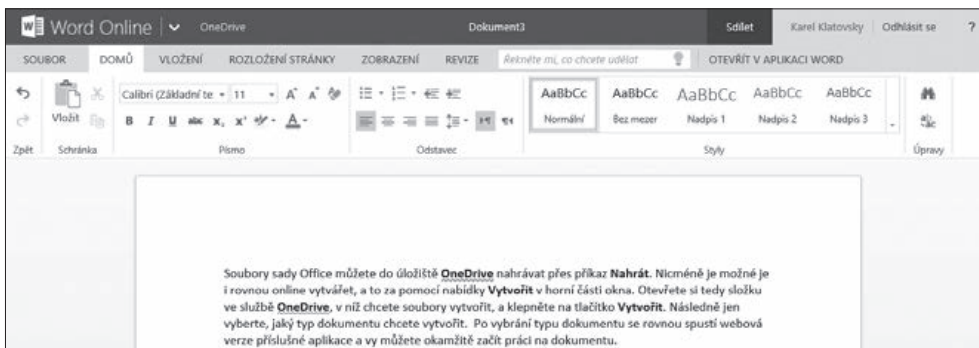 Word Online OneDrive Dokument3 Sdílet Karel Klatovsky Odhlásit se ?
SOUBOR DOMŮ VLOŽENÍ ROZLOŽENÍ STRÁNKY ZOBRAZENÍ REVIZE Řekněte mi, co chcete udělat OTEVŘÍT V APLIKACI WORD
Calibri (Základní te 11 AaBbCc AaBbCc AaBbCc AaBbCc AaBbCc
Vložit B I U abc x, x² A Normální Bez mezer Nadpis 1 Nadpis 2 Nadpis 3
Zpět Schránka Písmo Odstavec Styly Úpravy
Soubory sady Office můžete do úložiště OneDrive nahrávat přes příkaz Nahrát. Nicméně je možné je
i rovnou online vytvářet, a to za pomocí nabídky Vytvořit v horní části okna. Otevřete si tedy složku
ve službě OneDrive, v níž chcete soubory vytvořit, a klepněte na tlačítko Vytvořit. Následně jen
vyberte, jaký typ dokumentu chcete vytvořit. Po vybrání typu dokumentu se rovnou spustí webová
verze příslušné aplikace a vy můžete okamžitě začít práci na dokumentu.